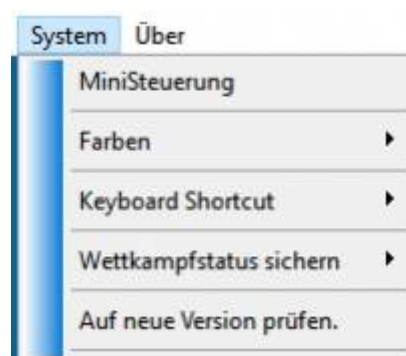 System Über
MiniSteuerung
Farben
Keyboard Shortcut
Wettkampfstatus sichern
Auf neue Version prüfen.